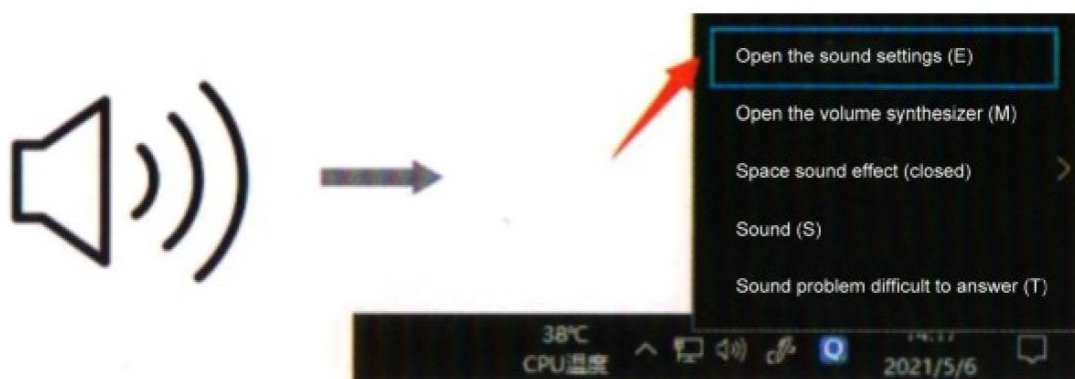 Open the sound settings (E)
Open the volume synthesizer (M)
Space sound effect (closed)
Sound (S)
Sound problem difficult to answer (T)
38℃
CPU温度
Q
2021/5/6